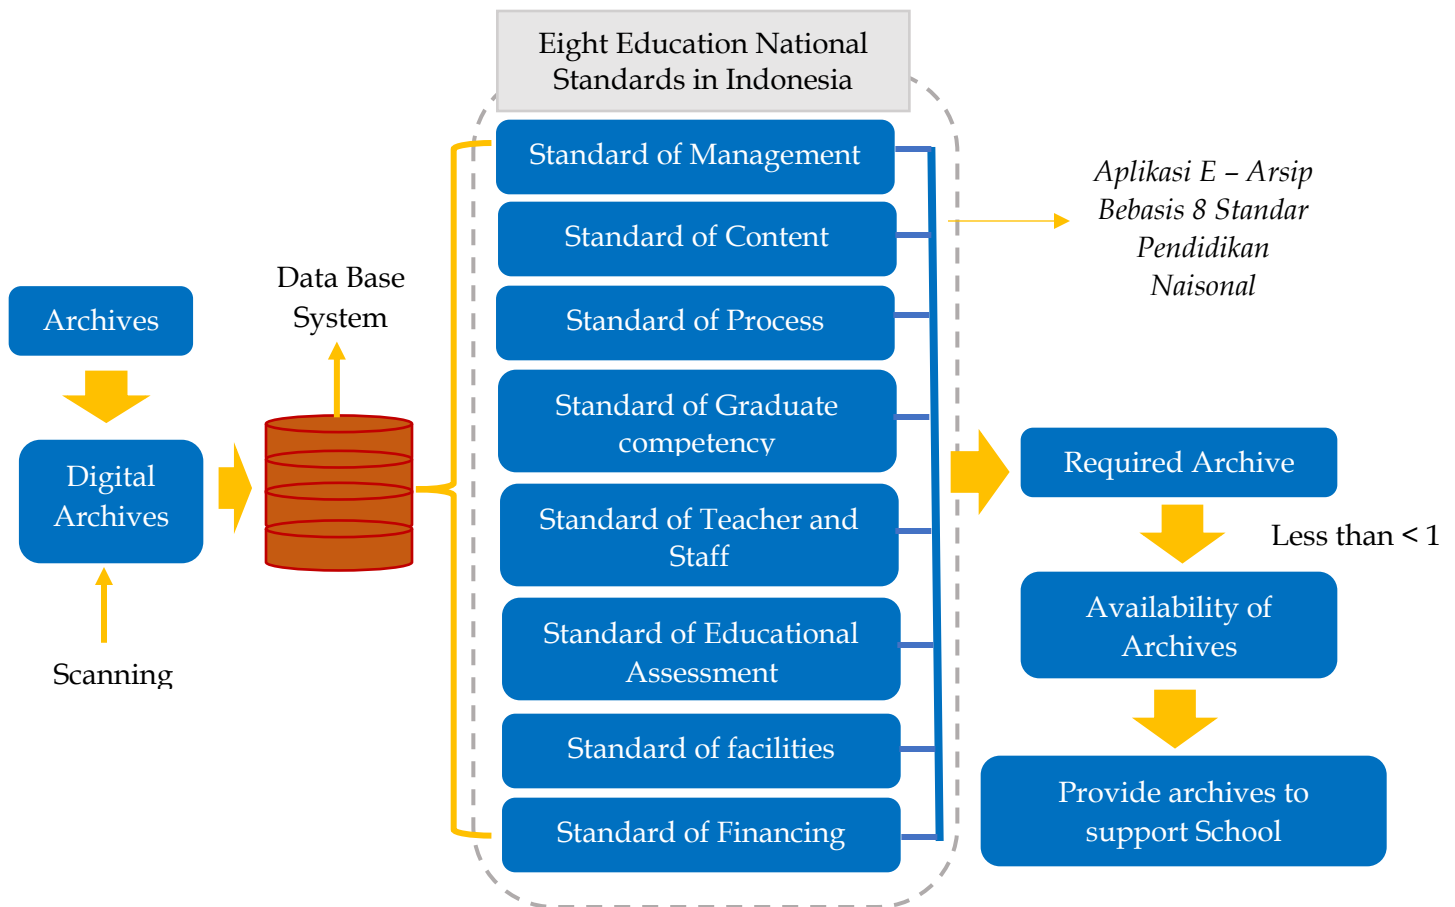 Eight Education National
Standards in Indonesia
Standard of Management
Standard of Content
Standard of Process
Standard of Graduate
competency
Standard of Teacher and
Staff
Standard of Educational
Assessment
Standard of facilities
Standard of Financing
Aplikasi E – Arsip
Bebasis 8 Standar
Pendidikan
Naisonal
Data Base
System
Archives
Digital
Archives
Scanning
Required Archive
Less than < 1
Availability of
Archives
Provide archives to
support School